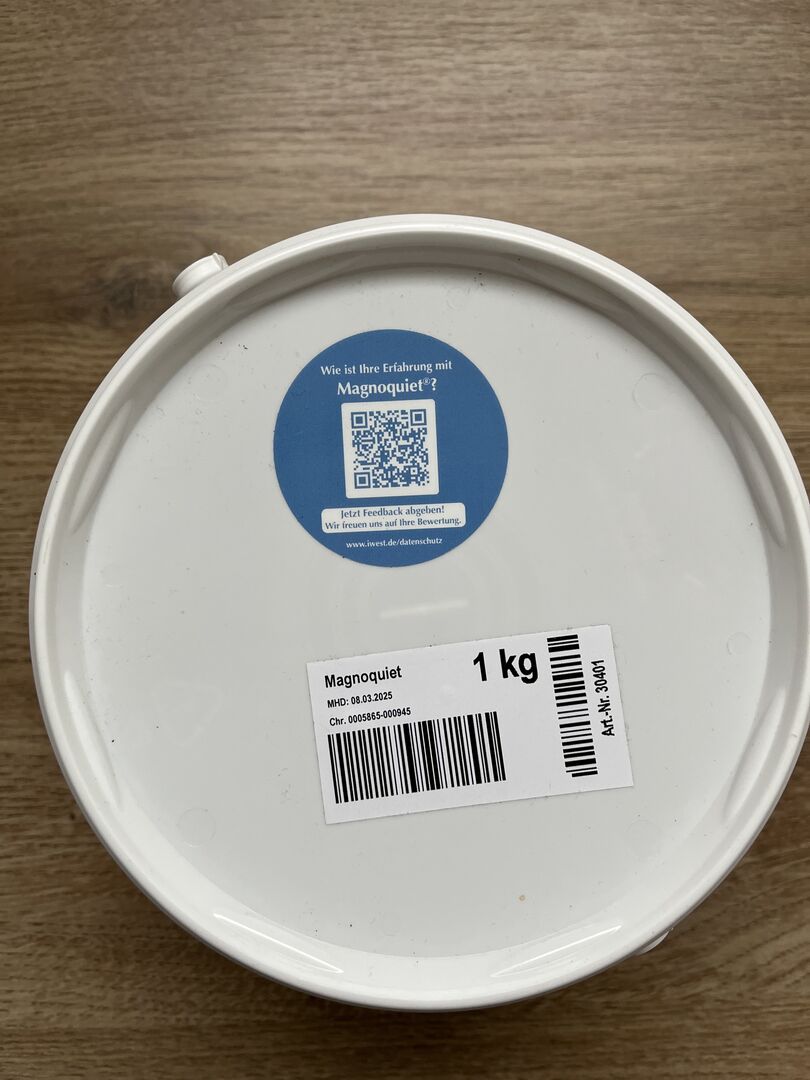 Wie ist Ihre Erfahrung mit
Magnoquiet®?
Jetzt Feedback abgeben!
Wir freuen uns auf Ihre Bewertung.
www.iwest.de/datenschutz
Magnoquiet
1 kg
MHD: 08.03.2025
Chr. 0005865-000945
Art.-Nr. 30401